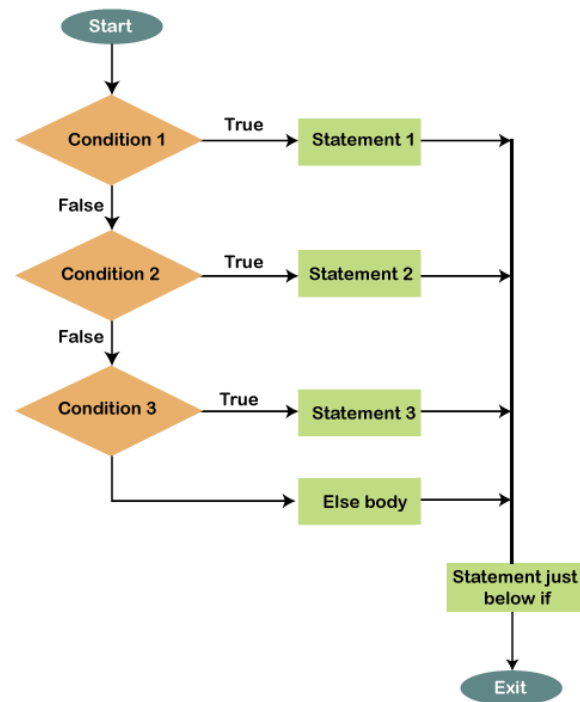 Start
Condition 1
True
Statement 1
False
Condition 2
True
Statement 2
False
Condition 3
True
Statement 3
Else body
Statement just
below if
Exit